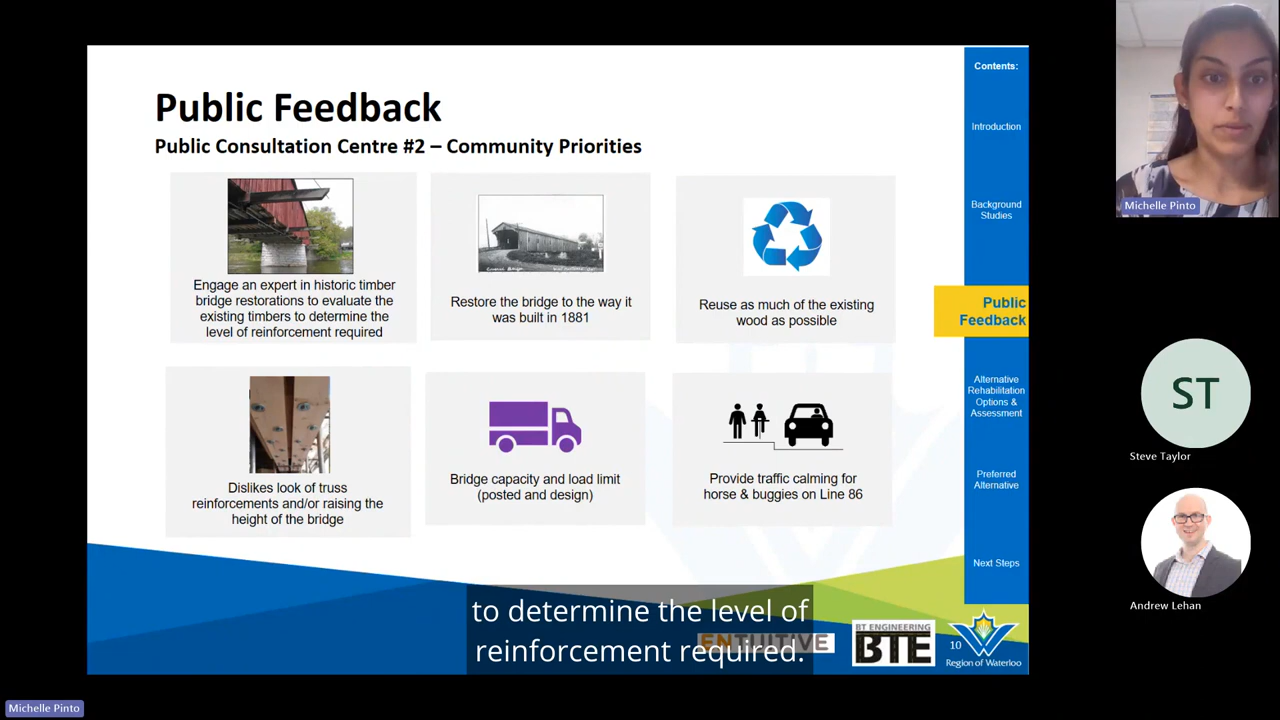 Public Feedback
Public Consultation Centre #2 – Community Priorities
Engage an expert in historic timber
bridge restorations to evaluate the
existing timbers to determine the
level of reinforcement required
Restore the bridge to the way it
was built in 1881
Reuse as much of the existing
wood as possible
Dislikes look of truss
reinforcements and/or raising the
height of the bridge
Bridge capacity and load limit
(posted and design)
Provide traffic calming for
horse & buggies on Line 86
Contents:
Introduction
Background
Studies
Public
Feedback
Alternative
Rehabilitation
Options &
Assessment
Preferred
Alternative
Next Steps
to determine the level of
reinforcement required.
ENTUITIVE
BT ENGINEERING
BTE
10
Region of Waterloo
Michelle Pinto
ST
Steve Taylor
Andrew Lehan
Michelle Pinto